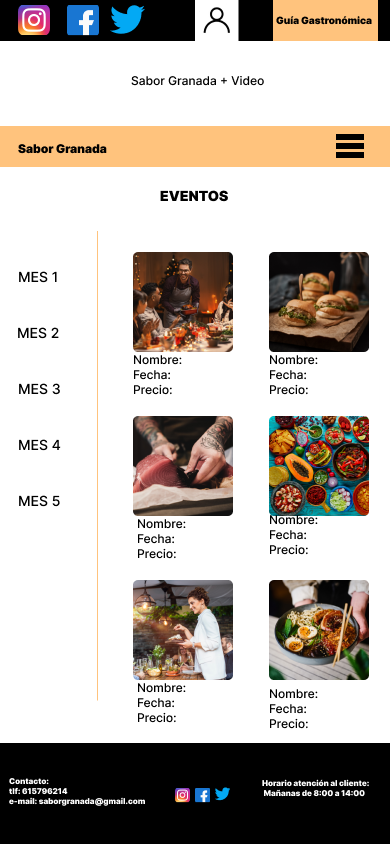 Guía Gastronómica
Sabor Granada + Video
Sabor Granada
EVENTOS
MES 1
MES 2
MES 3
MES 4
MES 5
Nombre:
Fecha:
Precio:
Nombre:
Fecha:
Precio:
Nombre:
Fecha:
Precio:
Nombre:
Fecha:
Precio:
Nombre:
Fecha:
Precio:
Nombre:
Fecha:
Precio:
Contacto:
tlf: 615796214
e-mail: saborgranada@gmail.com
Horario atención al cliente:
Mañanas de 8:00 a 14:00